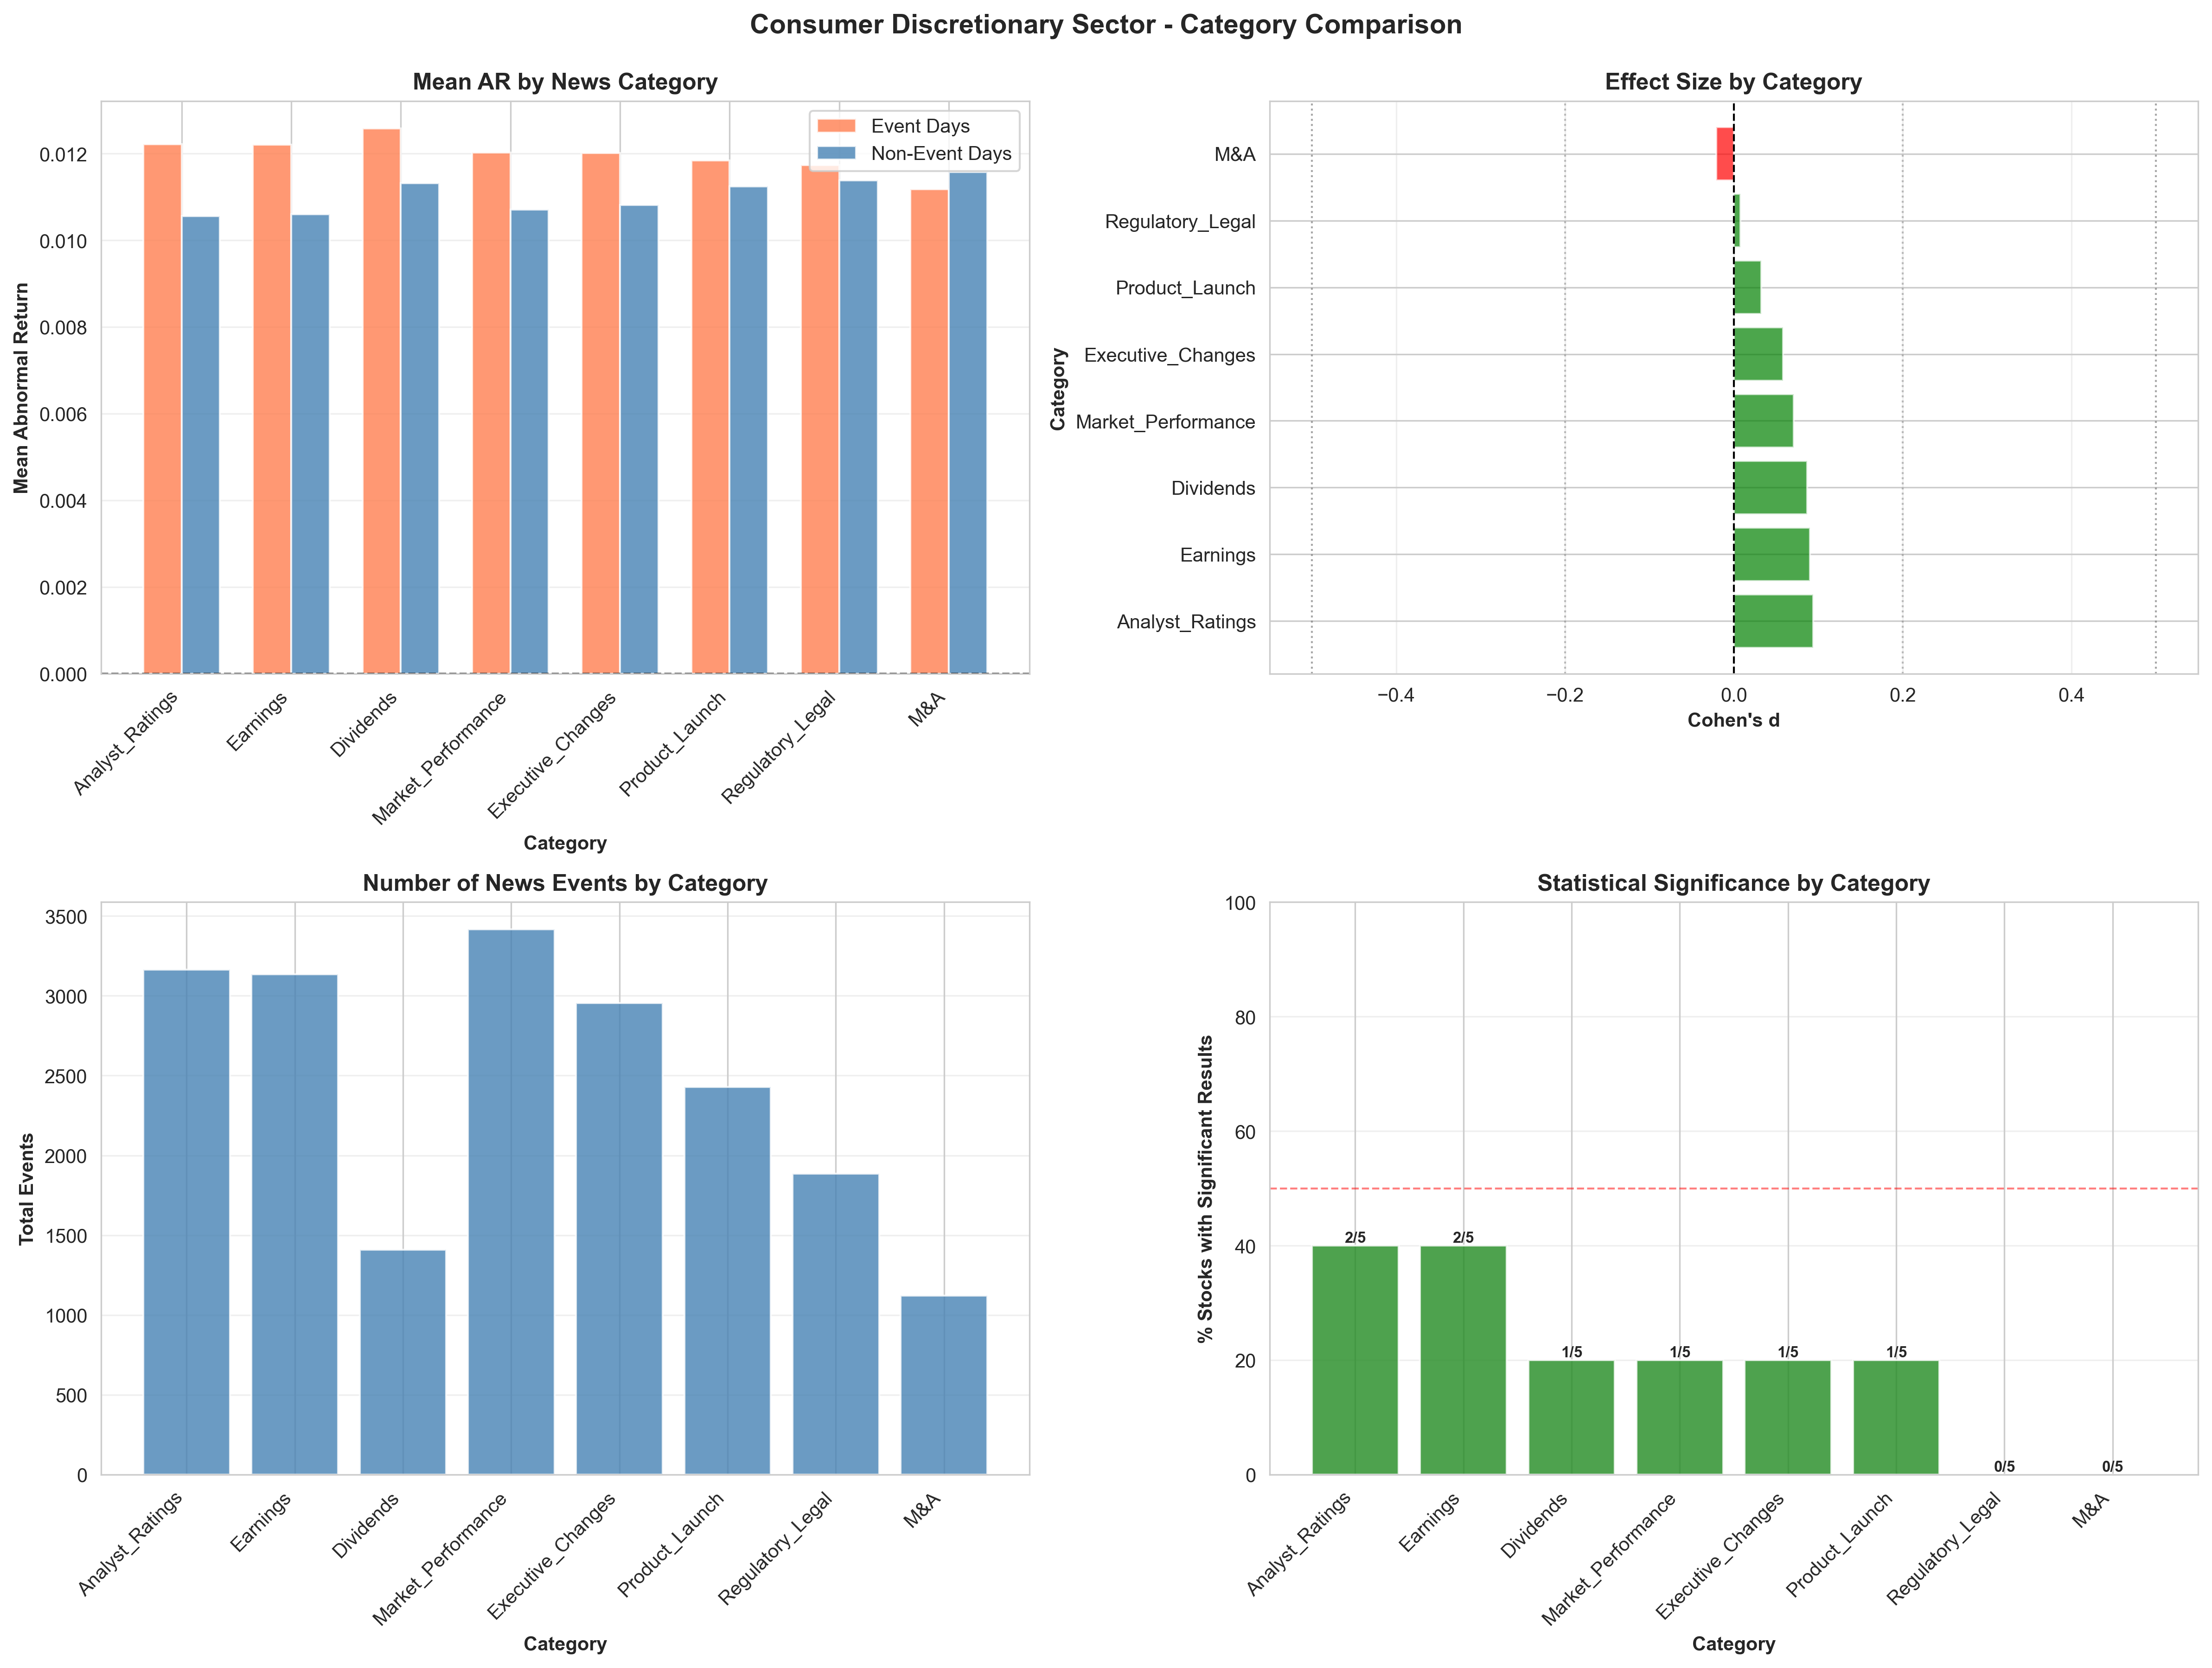 Consumer Discretionary Sector - Category Comparison
Mean AR by News Category
Event Days
Non-Event Days
Mean Abnormal Return
0.012
0.010
0.008
0.006
0.004
0.002
0.000
Analyst_Ratings
Earnings
Dividends
Market_Performance
Executive_Changes
Product_Launch
Regulatory_Legal
M&A
Category
Effect Size by Category
Category
M&A
Regulatory_Legal
Product_Launch
Executive_Changes
Market_Performance
Dividends
Earnings
Analyst_Ratings
−0.4
−0.2
0.0
0.2
0.4
Cohen's d
Number of News Events by Category
Total Events
3500
3000
2500
2000
1500
1000
500
0
Analyst_Ratings
Earnings
Dividends
Market_Performance
Executive_Changes
Product_Launch
Regulatory_Legal
M&A
Category
Statistical Significance by Category
% Stocks with Significant Results
100
80
60
40
20
0
2/5
2/5
1/5
1/5
1/5
1/5
0/5
0/5
Analyst_Ratings
Earnings
Dividends
Market_Performance
Executive_Changes
Product_Launch
Regulatory_Legal
M&A
Category